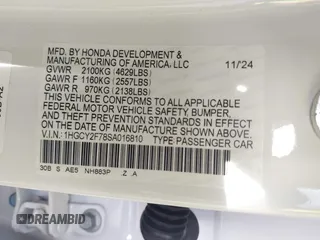 MFD. BY HONDA DEVELOPMENT &
MANUFACTURING OF AMERICA, LLC
GVWR 2100KG (4629LBS) 11/24
GAWR F 1160KG (2557LBS)
GAWR R 970KG (2138LBS)
THIS VEHICLE CONFORMS TO ALL APPLICABLE
FEDERAL MOTOR VEHICLE SAFETY, BUMPER,
AND THEFT PREVENTION STANDARDS IN EFFECT
ON THE DATE OF MANUFACTURE SHOWN ABOVE.
V.I.N.: 1HGCY2F78SA016810 TYPE PASSENGER CAR
30B S AE5 NH883P Z A
DREAMBID